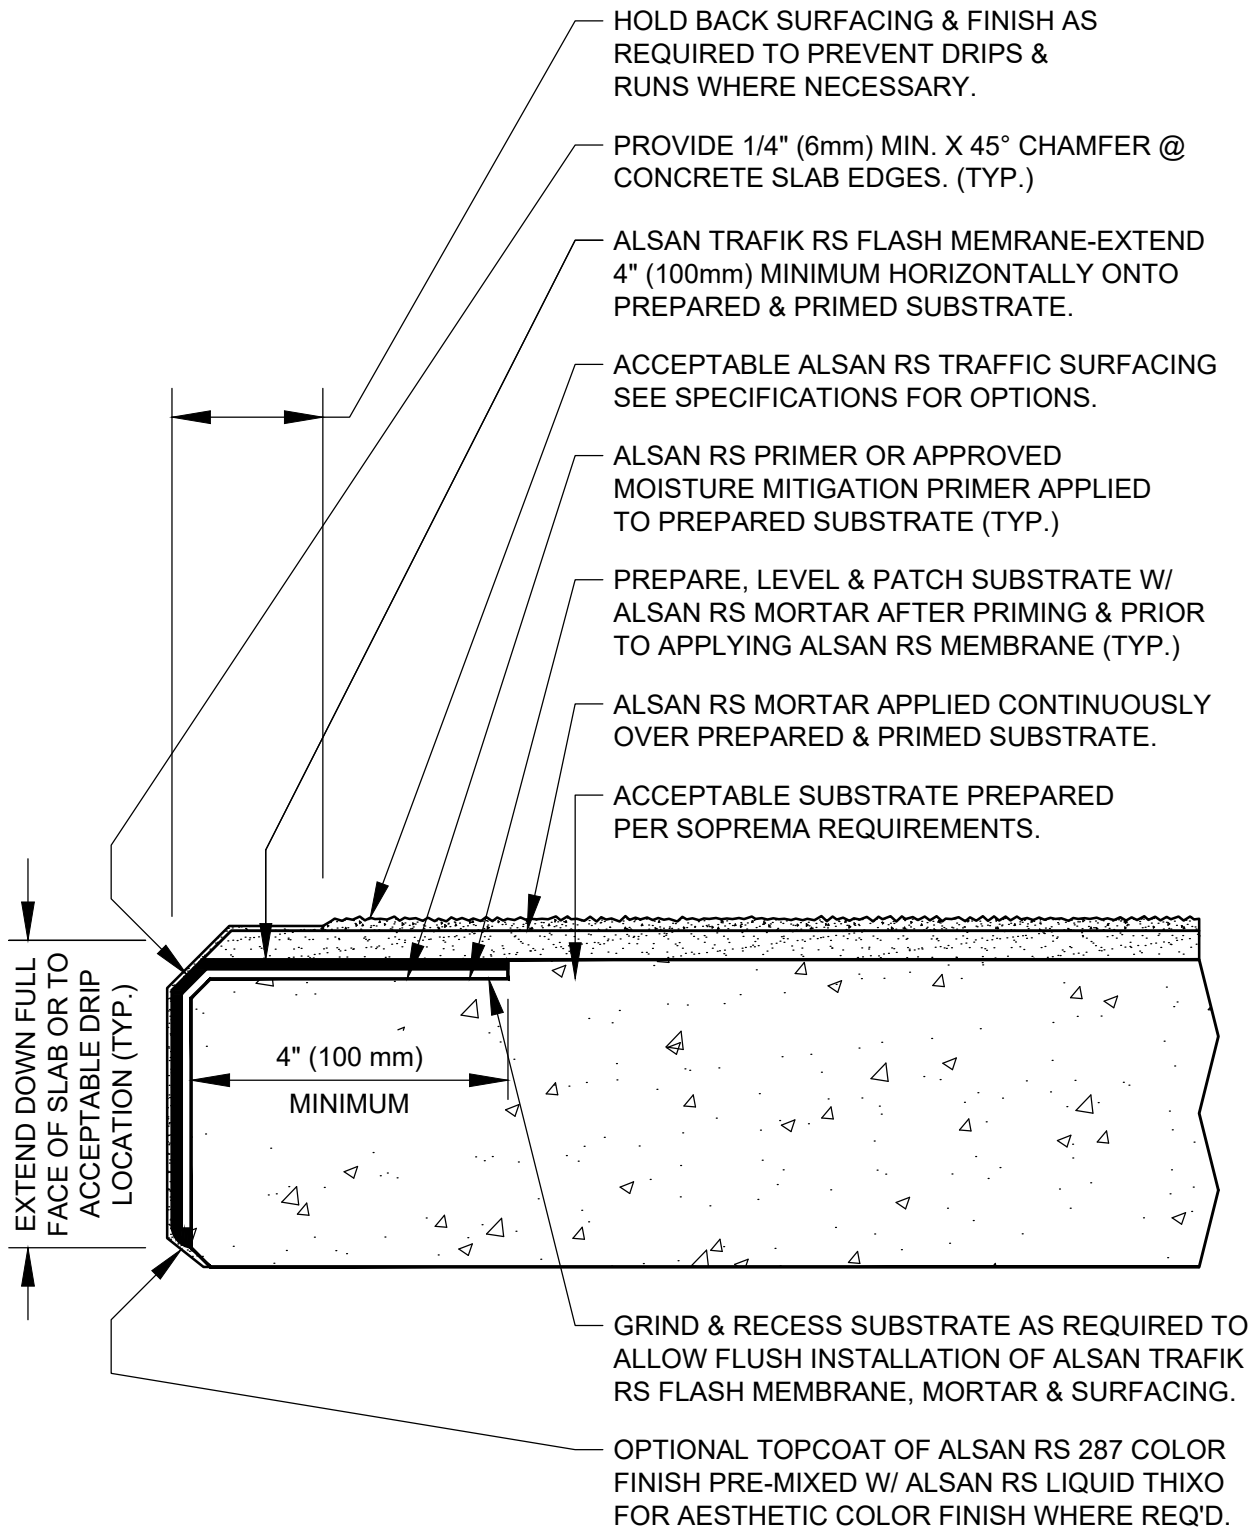 HOLD BACK SURFACING & FINISH AS
REQUIRED TO PREVENT DRIPS &
RUNS WHERE NECESSARY.
PROVIDE 1/4" (6mm) MIN. X 45° CHAMFER @
CONCRETE SLAB EDGES. (TYP.)
ALSAN TRAFIK RS FLASH MEMRANE-EXTEND
4" (100mm) MINIMUM HORIZONTALLY ONTO
PREPARED & PRIMED SUBSTRATE.
ACCEPTABLE ALSAN RS TRAFFIC SURFACING
SEE SPECIFICATIONS FOR OPTIONS.
ALSAN RS PRIMER OR APPROVED
MOISTURE MITIGATION PRIMER APPLIED
TO PREPARED SUBSTRATE (TYP.)
PREPARE, LEVEL & PATCH SUBSTRATE W/
ALSAN RS MORTAR AFTER PRIMING & PRIOR
TO APPLYING ALSAN RS MEMBRANE (TYP.)
ALSAN RS MORTAR APPLIED CONTINUOUSLY
OVER PREPARED & PRIMED SUBSTRATE.
ACCEPTABLE SUBSTRATE PREPARED
PER SOPREMA REQUIREMENTS.
EXTEND DOWN FULL
FACE OF SLAB OR TO
ACCEPTABLE DRIP
LOCATION (TYP.)
4" (100 mm)
MINIMUM
GRIND & RECESS SUBSTRATE AS REQUIRED TO
ALLOW FLUSH INSTALLATION OF ALSAN TRAFIK
RS FLASH MEMBRANE, MORTAR & SURFACING.
OPTIONAL TOPCOAT OF ALSAN RS 287 COLOR
FINISH PRE-MIXED W/ ALSAN RS LIQUID THIXO
FOR AESTHETIC COLOR FINISH WHERE REQ'D.